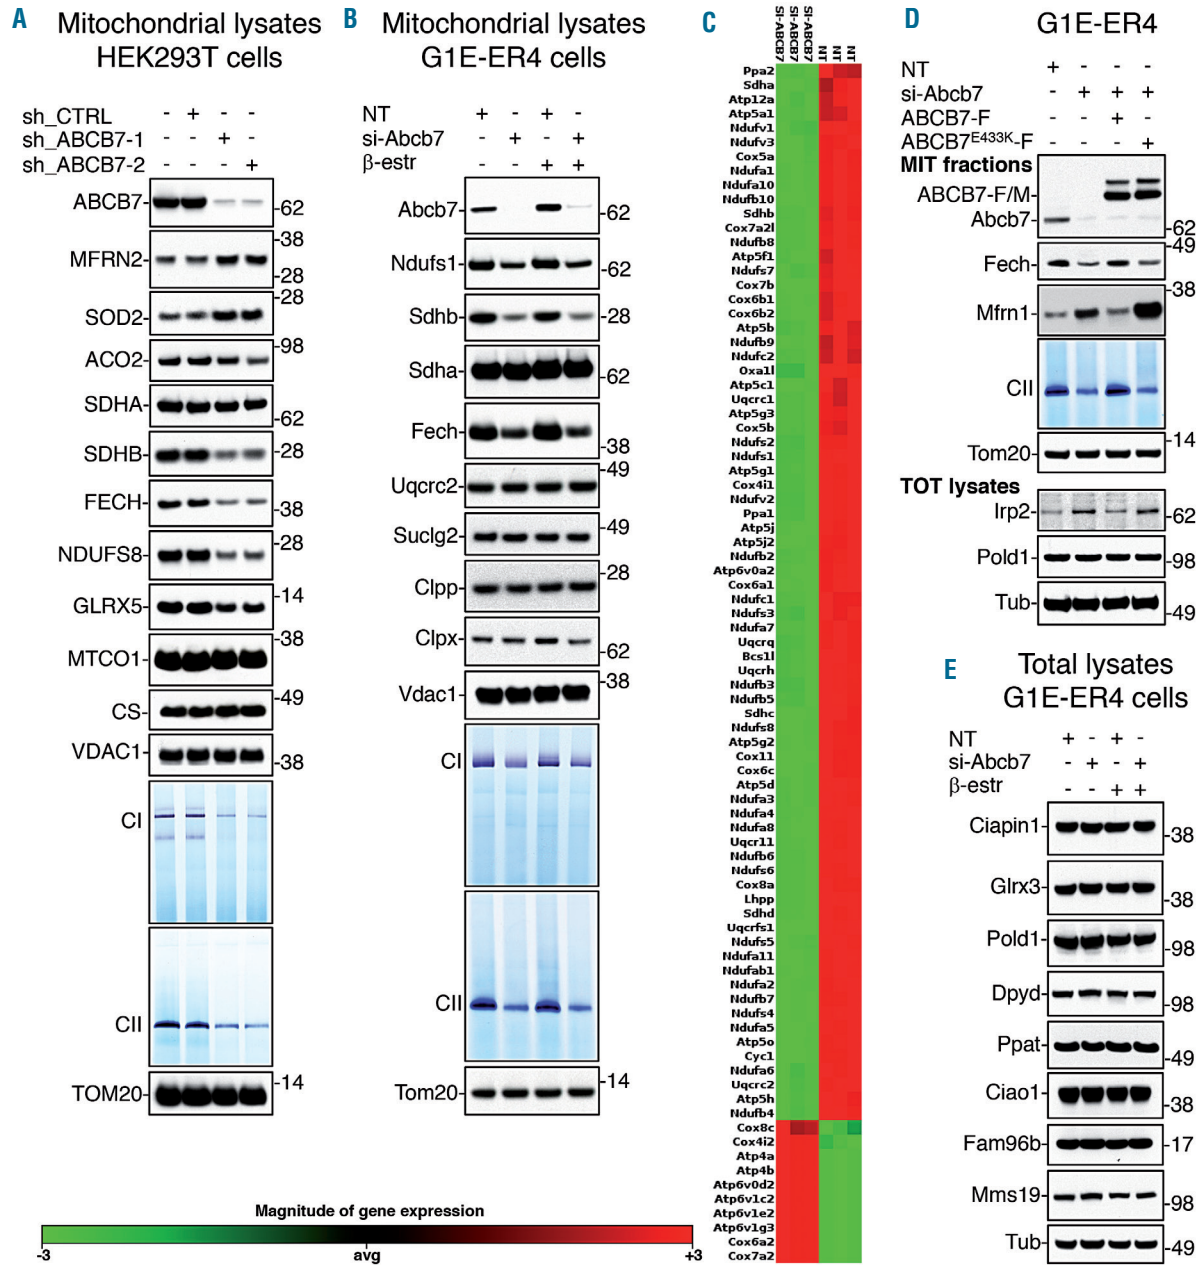 A
Mitochondrial lysates
HEK293T cells
sh_CTRL - + - -
sh_ABCB7-1 - - + -
sh_ABCB7-2 - - - +
ABCB7
-62
-38
MFRN2
-28
-28
SOD2
-98
ACO2
SDHA
-62
SDHB
-28
FECH
-38
-28
NDUFS8
-14
GLRX5
-38
MTCO1
-49
CS
VDAC1
-38
CI
CII
-14
TOM20
B
Mitochondrial lysates
G1E-ER4 cells
NT + - + -
si-Abcb7 - + - +
β-estr - - + +
Abcb7
-62
Ndufs1
-62
Sdhb
-28
Sdha
-62
Fech
-38
-49
Uqcrc2
-49
Suclg2
-28
Clpp
Clpx
-62
-38
Vdac1
CI
CII
-14
Tom20
C
SI-ABCB7
SI-ABCB7
SI-ABCB7
NT
NT
NT
Ppa2
Sdha
Atp12a
Atp5a1
Ndufv1
Ndufv3
Cox5a
Ndufa1
Ndufa10
Ndufb10
Sdhb
Cox7a2l
Ndufb8
Atp5f1
Ndufs7
Cox7b
Cox6b1
Cox6b2
Atp5b
Ndufb9
Ndufc2
Oxa1l
Atp5c1
Uqcrc1
Atp5g3
Cox5b
Ndufs2
Ndufs1
Atp5g1
Cox4i1
Ndufv2
Ppa1
Atp5j
Atp5j2
Ndufb2
Atp6v0a2
Cox6a1
Ndufc1
Ndufs3
Ndufa7
Uqcrq
Bcs1l
Uqcrh
Ndufb3
Ndufb5
Sdhc
Ndufs8
Atp5g2
Cox11
Cox6c
Atp5d
Ndufa3
Ndufa4
Ndufa8
Uqcr11
Ndufb6
Ndufs6
Cox8a
Lhpp
Sdhd
Uqcrfs1
Ndufs5
Ndufa11
Ndufab1
Ndufa2
Ndufb7
Ndufs4
Ndufa5
Atp5o
Cyc1
Ndufa6
Uqcrc2
Atp5h
Ndufb4
Cox8c
Cox4i2
Atp4a
Atp4b
Atp6v0d2
Atp6v1c2
Atp6v1e2
Atp6v1g3
Cox6a2
Cox7a2
Magnitude of gene expression
-3 avg +3
D
G1E-ER4
NT + - - -
si-Abcb7 - + + +
ABCB7-F - - + -
ABCB7E433K-F - - - +
MIT fractions
ABCB7-F/M
Abcb7
-62
-49
Fech
-38
Mfrn1
CII
-14
Tom20
TOT lysates
Irp2
-62
Pold1
-98
Tub
-49
E
Total lysates
G1E-ER4 cells
NT + - + -
si-Abcb7 - + - +
β-estr - - + +
Ciapin1
-38
Glrx3
-38
Pold1
-98
Dpyd
-98
Ppat
-49
Ciao1
-38
Fam96b
-17
Mms19
-98
Tub
-49